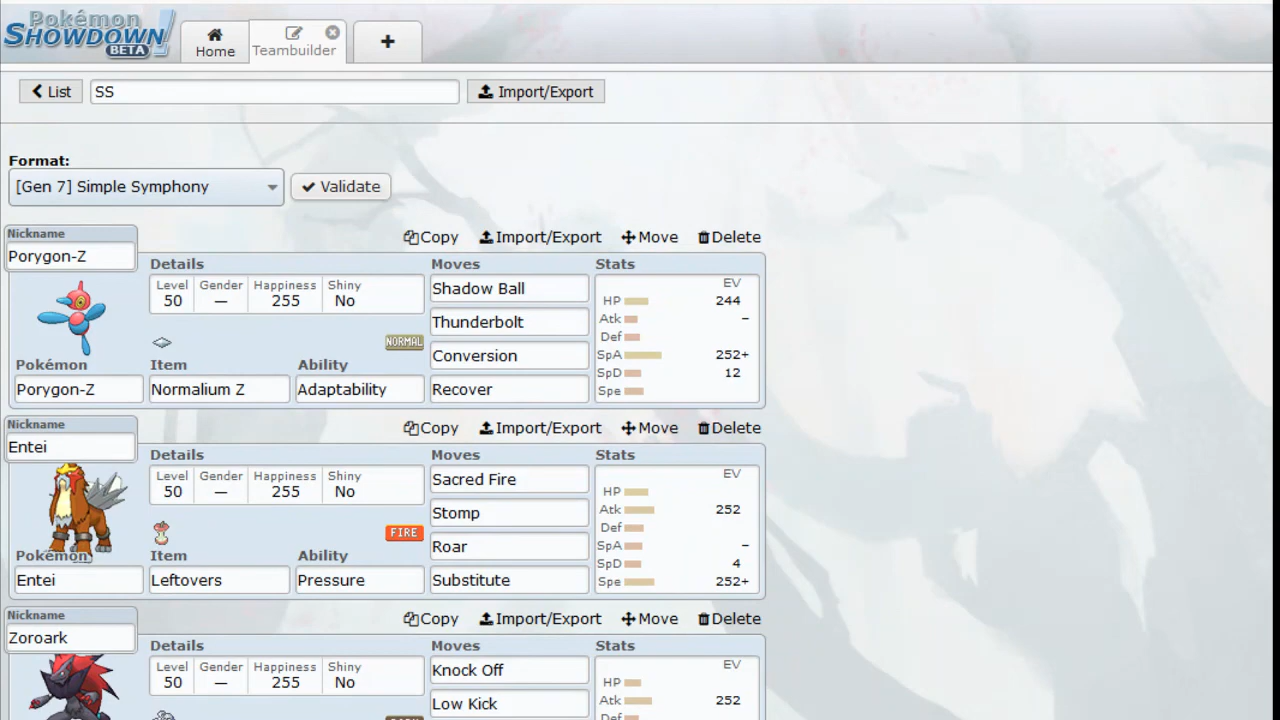 Pokémon
SHOWDOWN!
BETA
Home
Teambuilder
+
List
SS
Import/Export
Format:
[Gen 7] Simple Symphony
Validate
Nickname
Porygon-Z
Copy Import/Export Move Delete
Details Moves Stats
Level Gender Happiness Shiny
50 — 255 No
NORMAL
Pokémon Item Ability
Porygon-Z Normalium Z Adaptability
Shadow Ball
Thunderbolt
Conversion
Recover
EV
HP 244
Atk –
Def
SpA 252+
SpD 12
Spe
Nickname
Entei
Copy Import/Export Move Delete
Details Moves Stats
Level Gender Happiness Shiny
50 — 255 No
FIRE
Pokémon Item Ability
Entei Leftovers Pressure
Sacred Fire
Stomp
Roar
Substitute
EV
HP
Atk 252
Def
SpA –
SpD 4
Spe 252+
Nickname
Zoroark
Copy Import/Export Move Delete
Details Moves Stats
Level Gender Happiness Shiny
50 — 255 No
Knock Off
Low Kick
EV
HP
Atk 252
Def